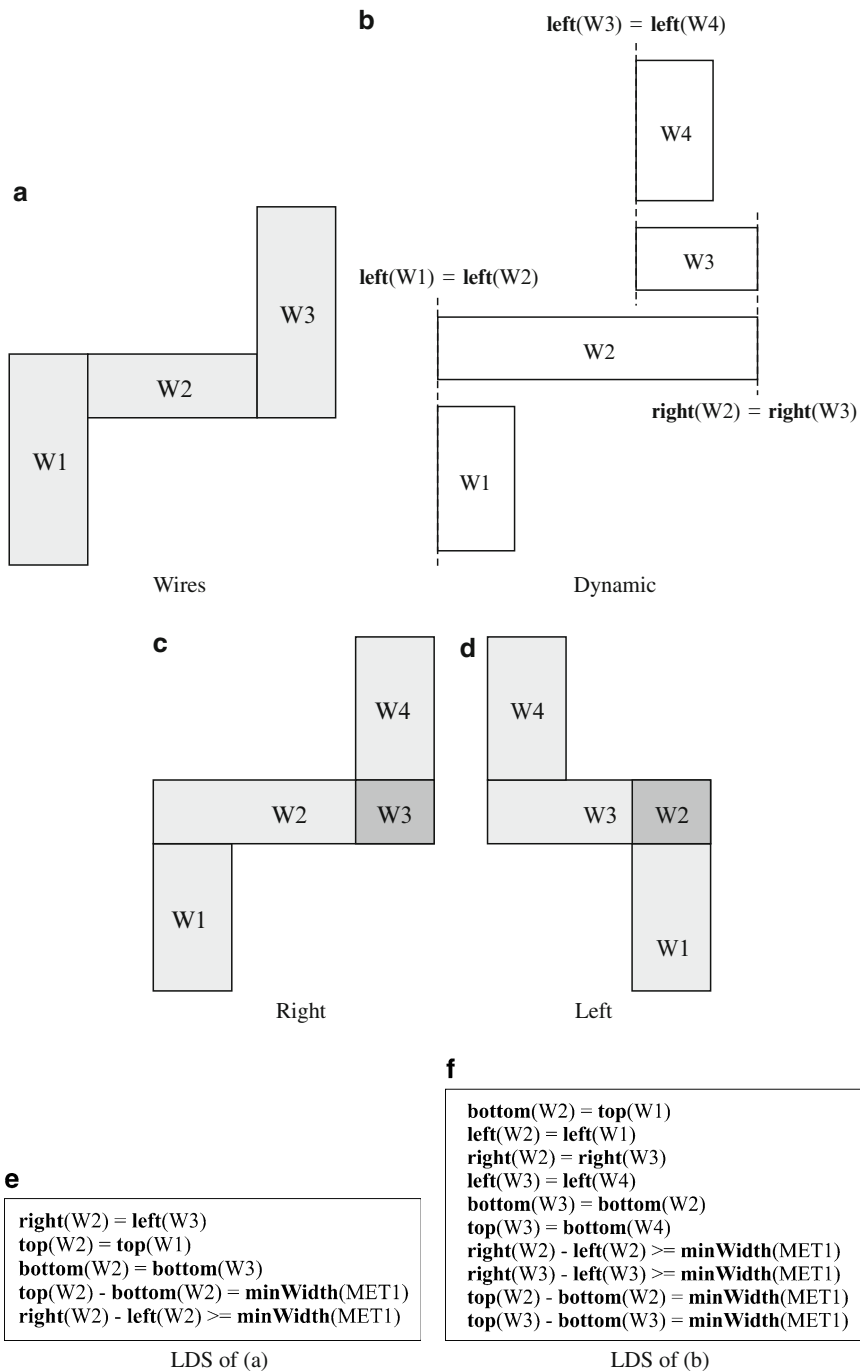 b
left(W3) = left(W4)
W4
a
W3
left(W1) = left(W2)
W3
W2
W2
right(W2) = right(W3)
W1
W1
Wires
Dynamic
c
d
W4
W4
W2
W3
W3
W2
W1
W1
Right
Left
f
bottom(W2) = top(W1)
left(W2) = left(W1)
right(W2) = right(W3)
left(W3) = left(W4)
bottom(W3) = bottom(W2)
top(W3) = bottom(W4)
right(W2) - left(W2) >= minWidth(MET1)
right(W3) - left(W3) >= minWidth(MET1)
top(W2) - bottom(W2) = minWidth(MET1)
top(W3) - bottom(W3) = minWidth(MET1)
e
right(W2) = left(W3)
top(W2) = top(W1)
bottom(W2) = bottom(W3)
top(W2) - bottom(W2) = minWidth(MET1)
right(W2) - left(W2) >= minWidth(MET1)
LDS of (a)
LDS of (b)